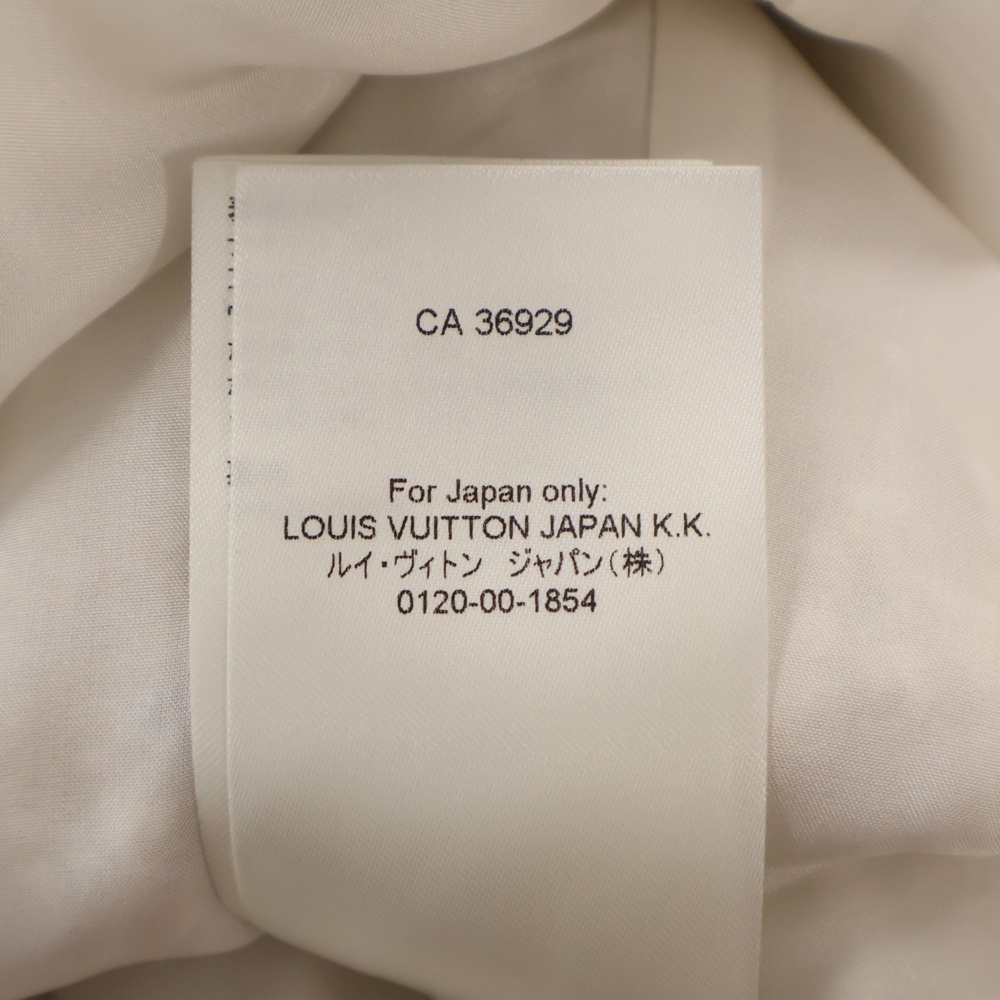 CA 36929
For Japan only:
LOUIS VUITTON JAPAN K.K.
ルイ・ヴィトン ジャパン(株)
0120-00-1854